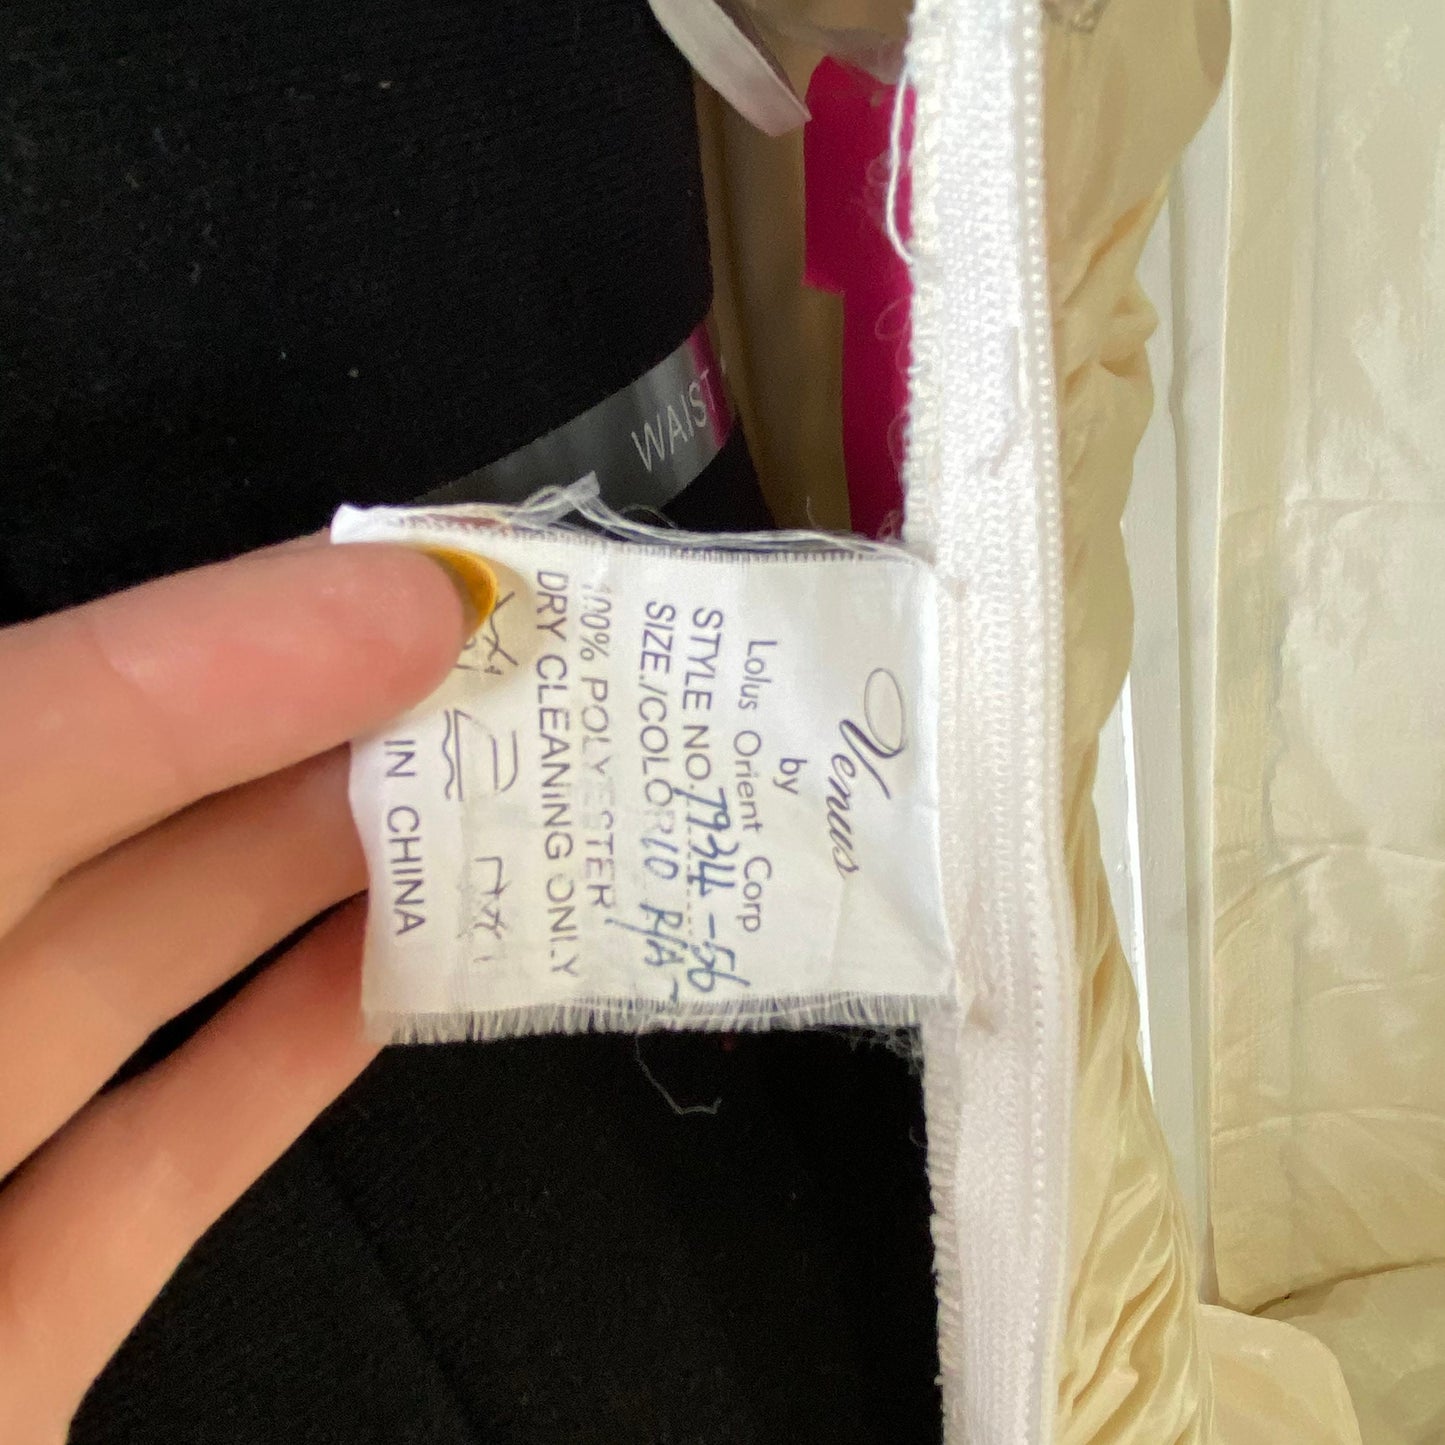 Venus
by
Lolus Orient Corp
STYLE NO. 7934-56
SIZE./COLOR 10
100% POLYESTER
DRY CLEANING ONLY
IN CHINA
WAIST